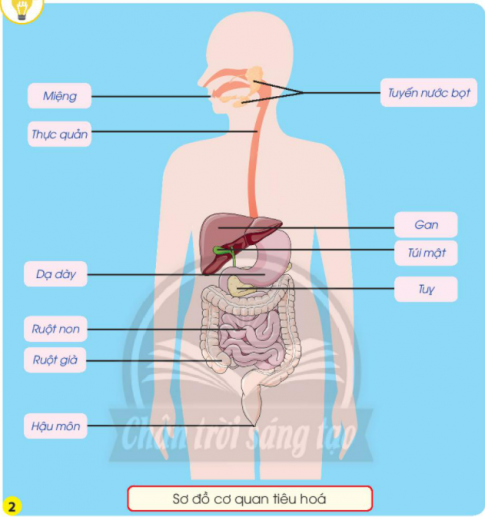 Miệng
Tuyến nước bọt
Thực quản
Gan
Túi mật
Dạ dày
Tuỵ
Ruột non
Ruột già
Hậu môn
Chân trời sáng tạo
Sơ đồ cơ quan tiêu hoá
2